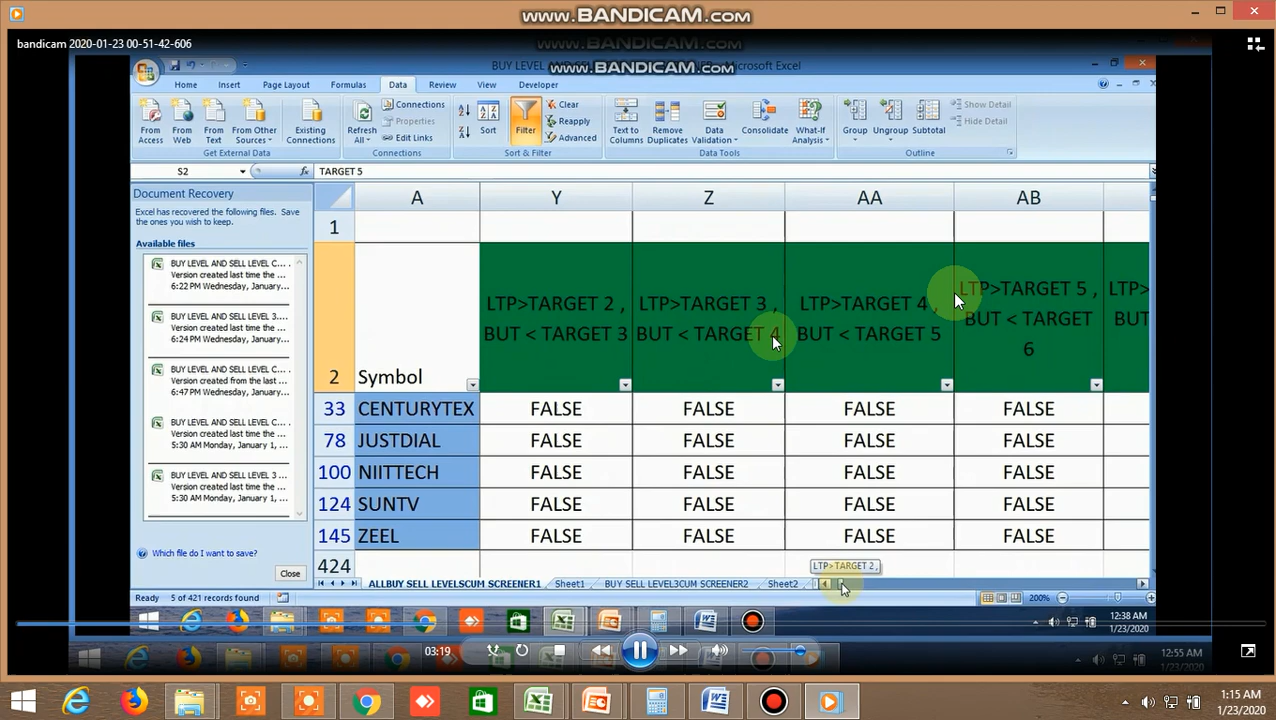 WWW.BANDICAM.COM
bandicam 2020-01-23 00-51-42-606
WWW.BANDICAM.COM
BUY LEVEL AND
Microsoft Excel
WWW.BANDICAM.COM
Home Insert Page Layout Formulas Data Review View Developer
From Access
From Web
From Text
From Other Sources
Existing Connections
Get External Data
Refresh All
Connections
Properties
Edit Links
Connections
Sort
Filter
Clear
Reapply
Advanced
Sort & Filter
Text to Columns
Remove Duplicates
Data Validation
Consolidate
What-If Analysis
Data Tools
Group
Ungroup
Subtotal
Show Detail
Hide Detail
Outline
S2 fx TARGET 5
Document Recovery
Excel has recovered the following files. Save
the ones you wish to keep.
Available files
BUY LEVEL AND SELL LEVEL C... .
Version created last time the ...
6:22 PM Wednesday, January ...
BUY LEVEL AND SELL LEVEL 3....
Version created last time the ...
6:24 PM Wednesday, January ...
BUY LEVEL AND SELL LEVEL C... .
Version created from the last ...
6:47 PM Wednesday, January ...
BUY LEVEL AND SELL LEVEL C... .
Version created last time the ...
5:30 AM Monday, January 1, ...
BUY LEVEL AND SELL LEVEL 3 ...
Version created last time the ...
5:30 AM Monday, January 1, ...
Which file do I want to save?
Close
A Y Z AA AB
1
2 Symbol
LTP>TARGET 2 ,
BUT < TARGET 3
LTP>TARGET 3 ,
BUT < TARGET 4
LTP>TARGET 4 ,
BUT < TARGET 5
LTP>TARGET 5 ,
BUT < TARGET
6
LTP>
BUT
33 CENTURYTEX FALSE FALSE FALSE FALSE
78 JUSTDIAL FALSE FALSE FALSE FALSE
100 NIITTECH FALSE FALSE FALSE FALSE
124 SUNTV FALSE FALSE FALSE FALSE
145 ZEEL FALSE FALSE FALSE FALSE
424
LTP>TARGET 2 ,
ALLBUY SELL LEVELSCUM SCREENER1 Sheet1 BUY SELL LEVEL3CUM SCREENER2 Sheet2
Ready 5 of 421 records found 200%
12:38 AM
1/23/2020
03:19
12:55 AM
1/23/2020
1:15 AM
1/23/2020